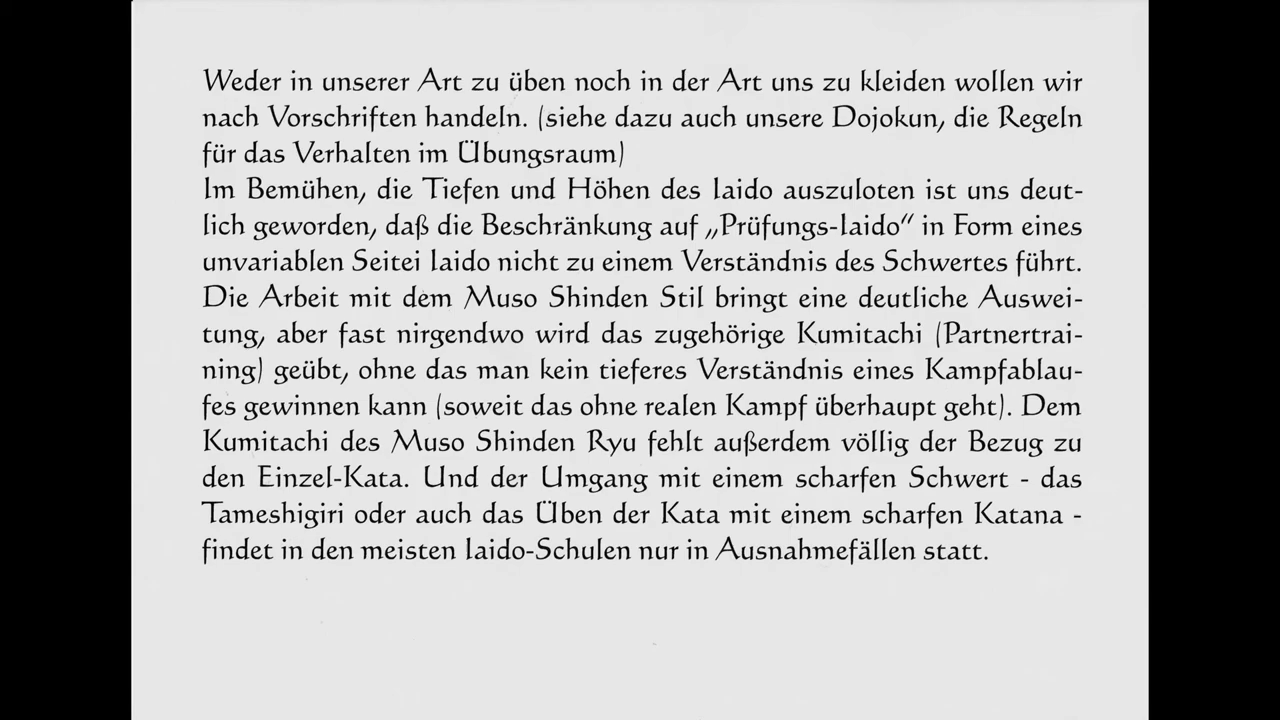 Weder in unserer Art zu üben noch in der Art uns zu kleiden wollen wir
nach Vorschriften handeln. (siehe dazu auch unsere Dojokun, die Regeln
für das Verhalten im Übungsraum)
Im Bemühen, die Tiefen und Höhen des Iaido auszuloten ist uns deut-
lich geworden, daß die Beschränkung auf „Prüfungs-Iaido“ in Form eines
unvariablen Seitei Iaido nicht zu einem Verständnis des Schwertes führt.
Die Arbeit mit dem Muso Shinden Stil bringt eine deutliche Auswei-
tung, aber fast nirgendwo wird das zugehörige Kumitachi (Partnertrai-
ning) geübt, ohne das man kein tieferes Verständnis eines Kampfablau-
fes gewinnen kann (soweit das ohne realen Kampf überhaupt geht). Dem
Kumitachi des Muso Shinden Ryu fehlt außerdem völlig der Bezug zu
den Einzel-Kata. Und der Umgang mit einem scharfen Schwert - das
Tameshigiri oder auch das Üben der Kata mit einem scharfen Katana -
findet in den meisten Iaido-Schulen nur in Ausnahmefällen statt.